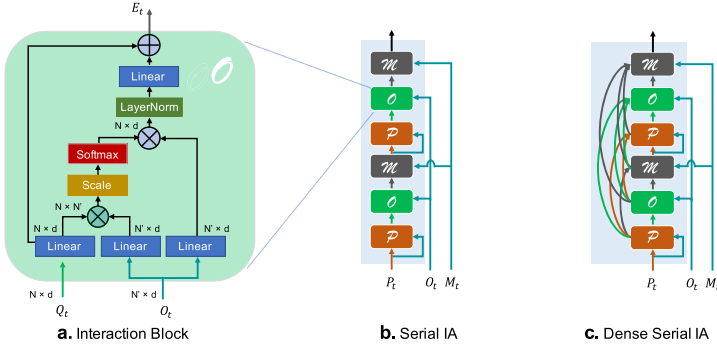 E_t
Linear
LayerNorm
N × d
Softmax
Scale
N × N'
N × d
N' × d
N' × d
Linear
Linear
Linear
N × d
N' × d
Q_t
O_t
a. Interaction Block
M
O
P
M
O
P
P_t
O_t
M_t
b. Serial IA
M
O
P
M
O
P
P_t
O_t
c. Dense Serial IA